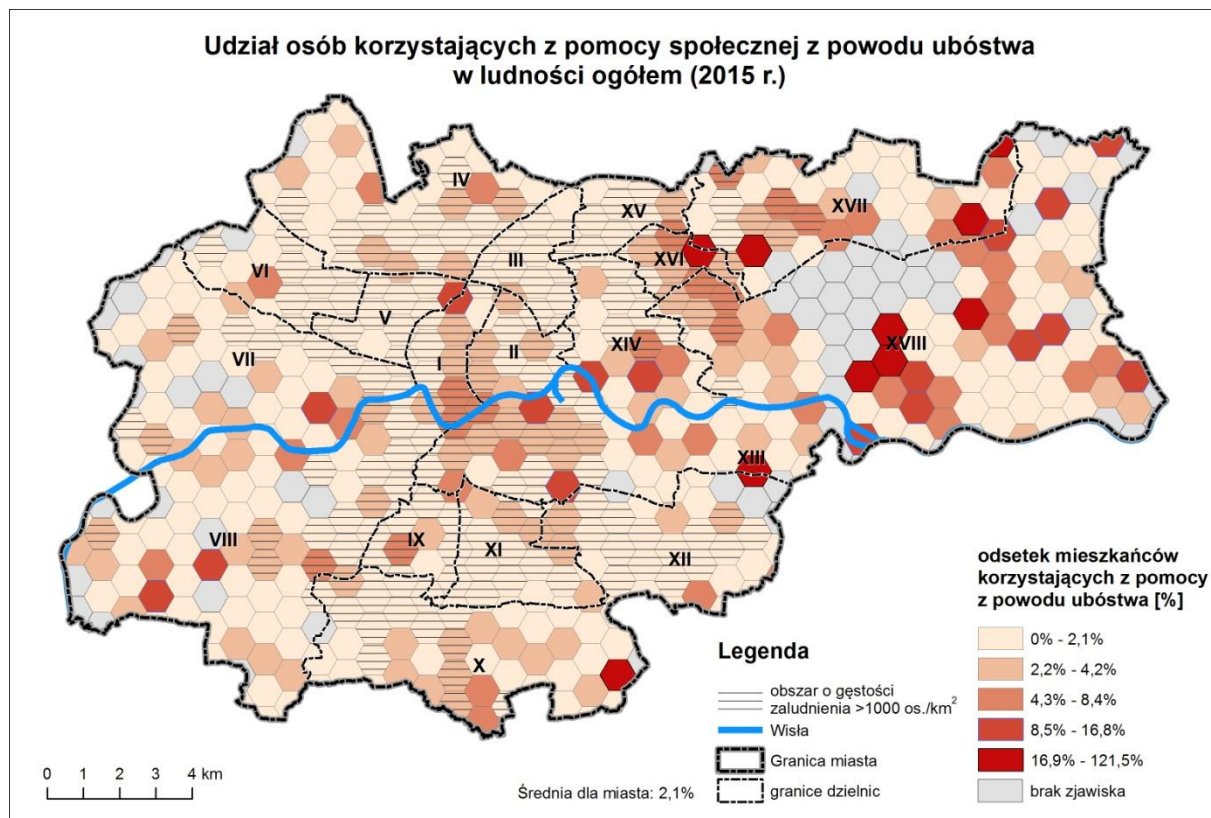 Udział osób korzystających z pomocy społecznej z powodu ubóstwa
w ludności ogółem (2015 r.)
IV
XV
XVII
III
XVI
VI
V
II
XIV
XVIII
VII
I
XIII
VIII
IX
XI
XII
X
odsetek mieszkańców
korzystających z pomocy
z powodu ubóstwa [%]
0% - 2,1%
2,2% - 4,2%
4,3% - 8,4%
8,5% - 16,8%
16,9% - 121,5%
brak zjawiska
Legenda
obszar o gęstości
zaludnienia >1000 os./km²
Wisła
Granica miasta
granice dzielnic
0 1 2 3 4 km
Średnia dla miasta: 2,1%